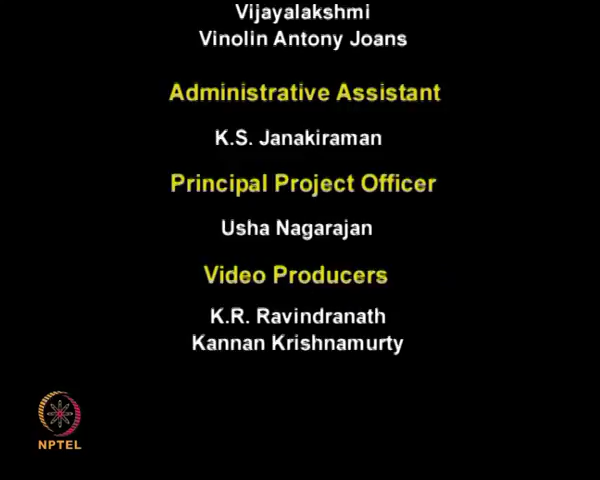 Vijayalakshmi
Vinolin Antony Joans
Administrative Assistant
K.S. Janakiraman
Principal Project Officer
Usha Nagarajan
Video Producers
K.R. Ravindranath
Kannan Krishnamurty
NPTEL